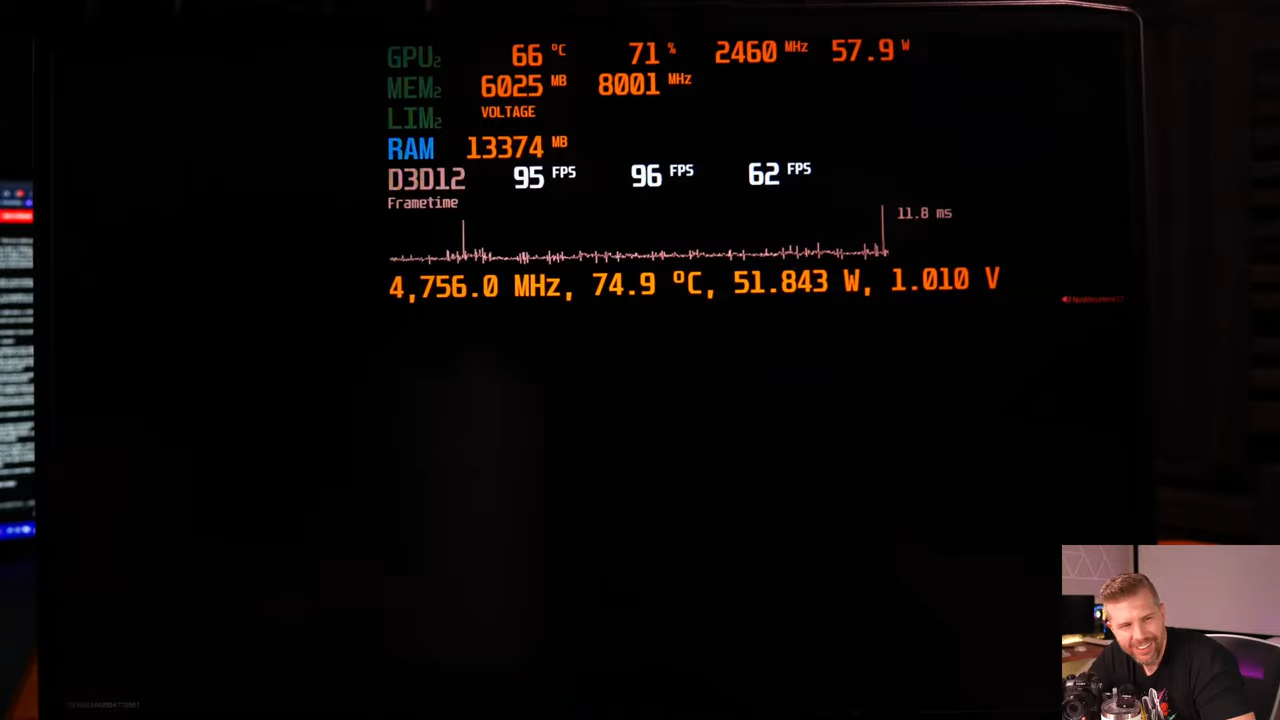 GPU2 66 °C 71 % 2460 MHz 57.9 W
MEM2 6025 MB 8001 MHz
LIM2 VOLTAGE
RAM 13374 MB
D3D12 95 FPS 96 FPS 62 FPS
Frametime
11.8 ms
4,756.0 MHz, 74.9 ºC, 51.843 W, 1.010 V